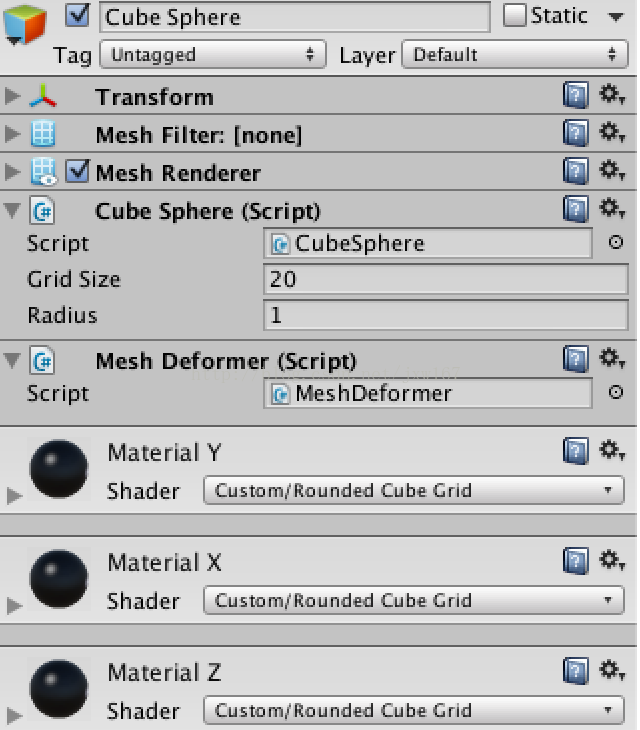 Cube Sphere Static
Tag Untagged Layer Default
Transform
Mesh Filter: [none]
Mesh Renderer
Cube Sphere (Script)
Script CubeSphere
Grid Size 20
Radius 1
Mesh Deformer (Script)
Script MeshDeformer
Material Y
Shader Custom/Rounded Cube Grid
Material X
Shader Custom/Rounded Cube Grid
Material Z
Shader Custom/Rounded Cube Grid